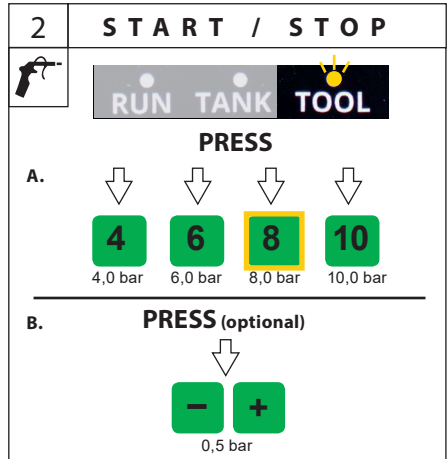 2 START / STOP
RUN TANK TOOL
PRESS
A.
4 6 8 10
4,0 bar 6,0 bar 8,0 bar 10,0 bar
B. PRESS (optional)
− +
0,5 bar